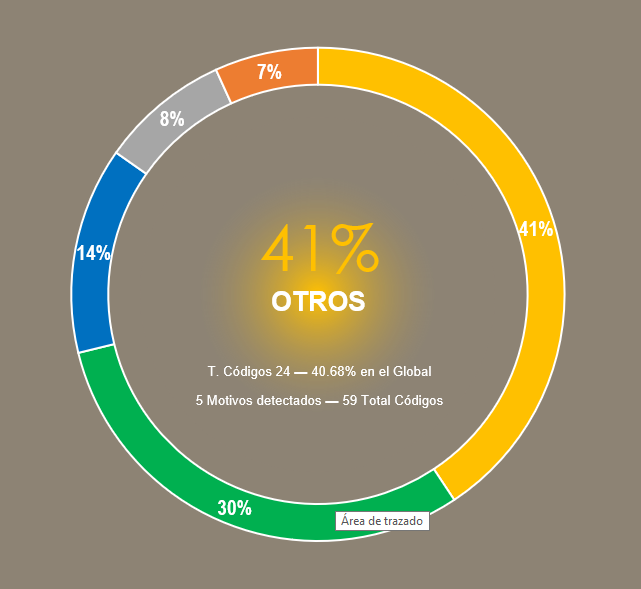 7%
8%
41%
14%
41%
OTROS
T. Códigos 24 — 40.68% en el Global
5 Motivos detectados — 59 Total Códigos
30%
Área de trazado